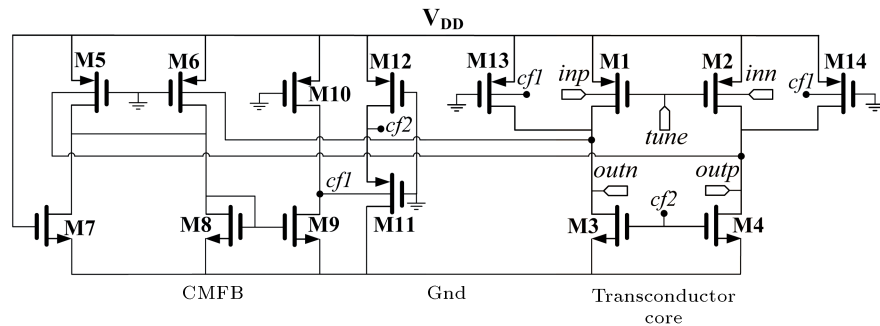 V_DD
M5
M6
M10
M12
M13
M1
M2
M14
cf1
inp
inn
cf1
cf2
tune
cf1
outn
outp
cf2
M7
M8
M9
M11
M3
M4
CMFB
Gnd
Transconductor
core